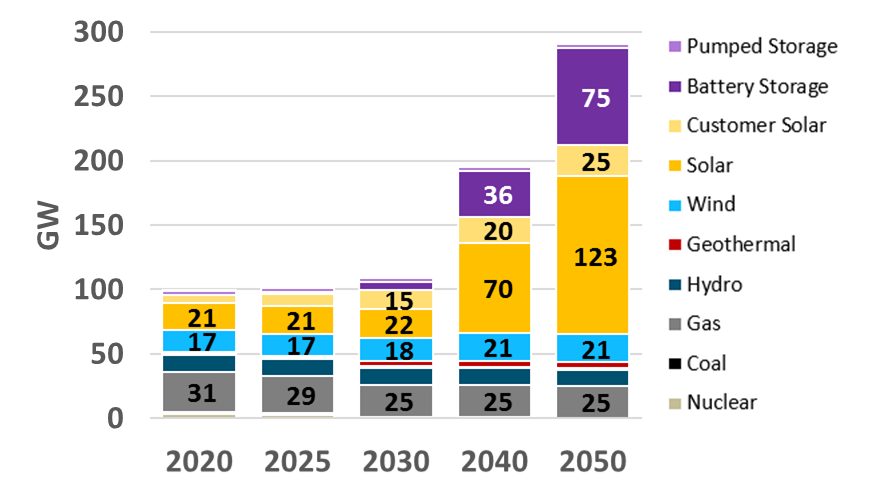 300
250
200
150
100
50
0
GW
31
17
21
29
17
21
25
18
22
15
25
21
70
20
36
25
21
123
25
75
2020 2025 2030 2040 2050
Pumped Storage
Battery Storage
Customer Solar
Solar
Wind
Geothermal
Hydro
Gas
Coal
Nuclear